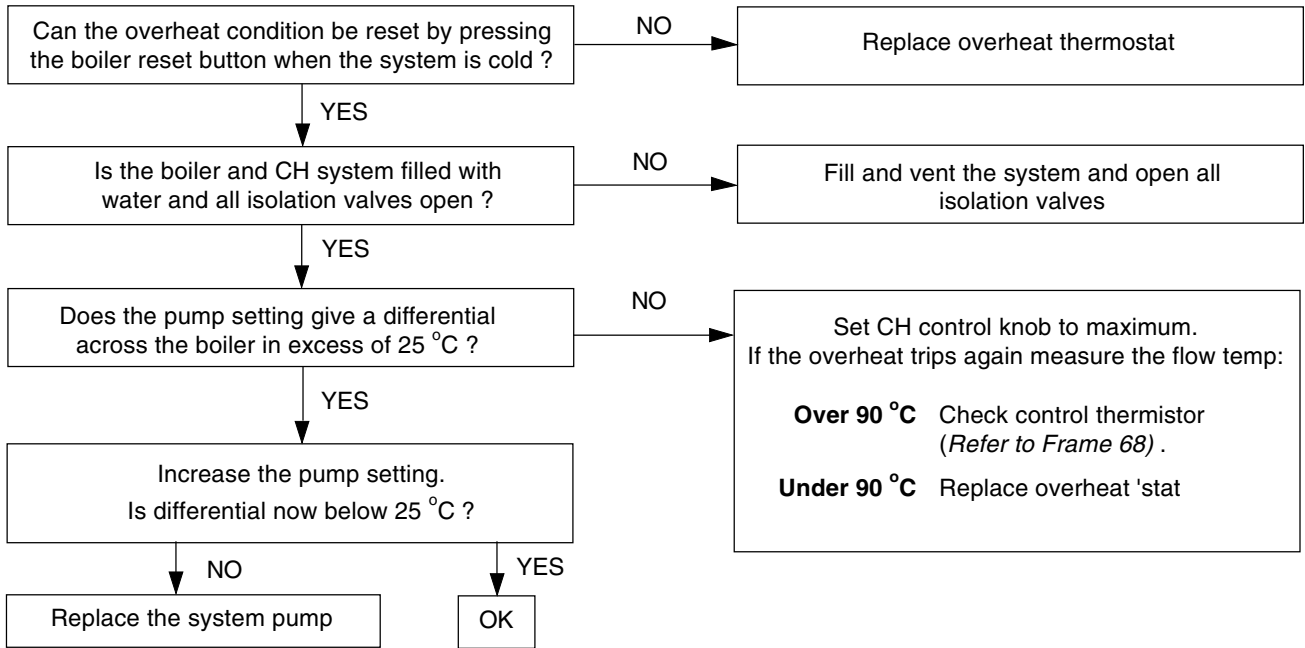 Can the overheat condition be reset by pressing
the boiler reset button when the system is cold ?
NO
Replace overheat thermostat
YES
Is the boiler and CH system filled with
water and all isolation valves open ?
NO
Fill and vent the system and open all
isolation valves
YES
Does the pump setting give a differential
across the boiler in excess of 25 °C ?
NO
Set CH control knob to maximum.
If the overheat trips again measure the flow temp:
Over 90 °C Check control thermistor
(Refer to Frame 68) .
Under 90 °C Replace overheat 'stat
YES
Increase the pump setting.
Is differential now below 25 °C ?
NO
YES
Replace the system pump
OK